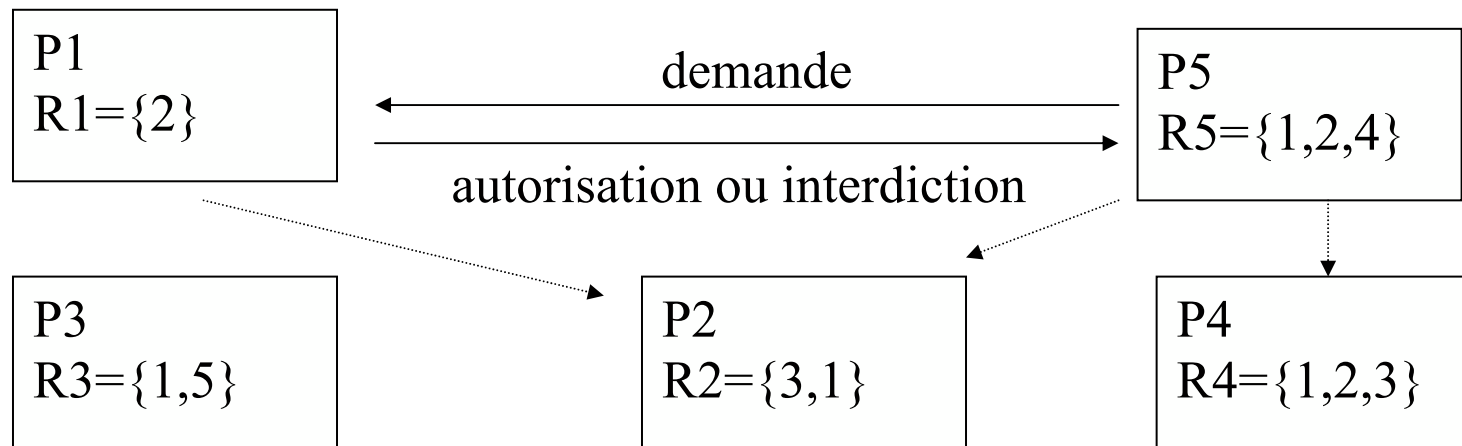 P1
R1={2}
demande
autorisation ou interdiction
P5
R5={1,2,4}
P3
R3={1,5}
P2
R2={3,1}
P4
R4={1,2,3}